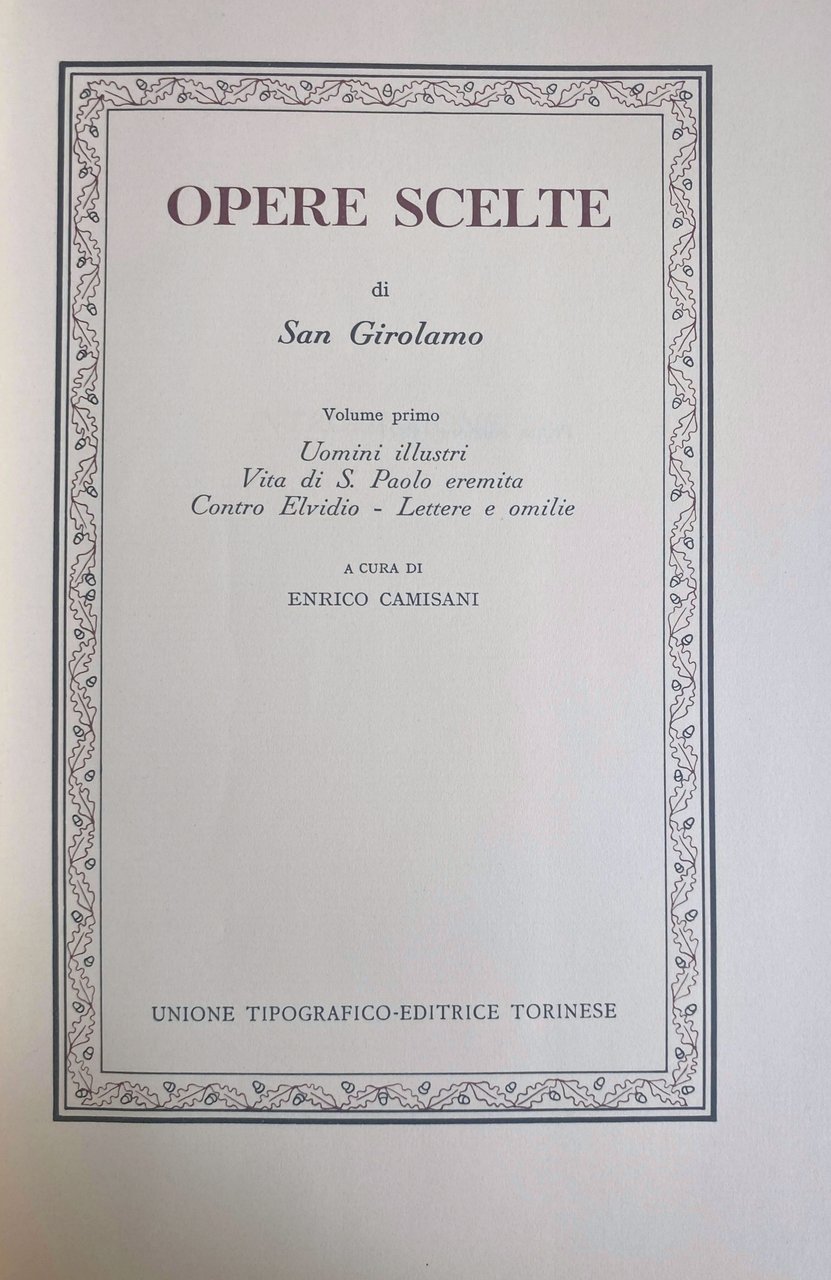 OPERE SCELTE
di
San Girolamo
Volume primo
Uomini illustri
Vita di S. Paolo eremita
Contro Elvidio - Lettere e omilie
A CURA DI
ENRICO CAMISANI
UNIONE TIPOGRAFICO-EDITRICE TORINESE